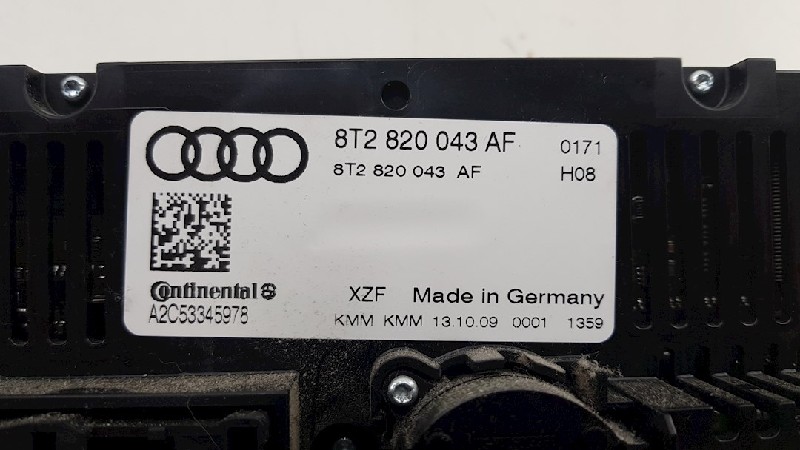 8T2 820 043 AF 0171
8T2 820 043 AF H08
Continental
A2C53345978
XZF Made in Germany
KMM KMM 13.10.09 0001 1359